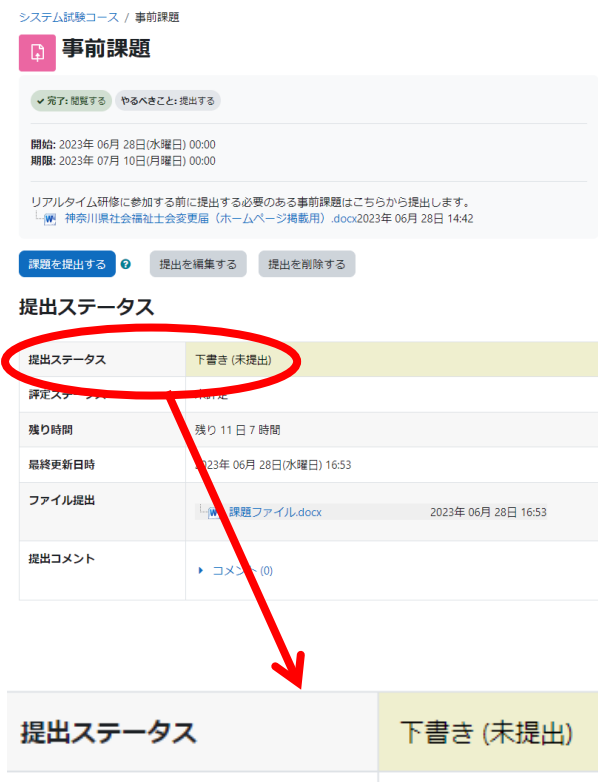 システム試験コース / 事前課題
事前課題
完了: 閲覧する やるべきこと: 提出する
開始: 2023年 06月 28日(水曜日) 00:00
期限: 2023年 07月 10日(月曜日) 00:00
リアルタイム研修に参加する前に提出する必要のある事前課題はこちらから提出します。
神奈川県社会福祉士会変更届（ホームページ掲載用）.docx2023年 06月 28日 14:42
課題を提出する ? 提出を編集する 提出を削除する
提出ステータス
提出ステータス 下書き (未提出)
評定ステータス 未評定
残り時間 残り 11 日 7 時間
最終更新日時 2023年 06月 28日(水曜日) 16:53
ファイル提出
課題ファイル.docx 2023年 06月 28日 16:53
提出コメント
コメント (0)
提出ステータス 下書き (未提出)